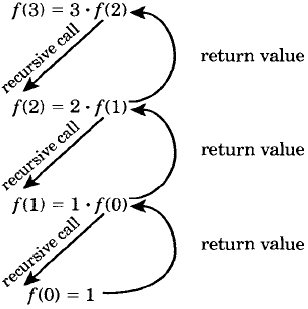 f(3) = 3 · f(2)
recursive call
return value
f(2) = 2 · f(1)
recursive call
return value
f(1) = 1 · f(0)
recursive call
return value
f(0) = 1